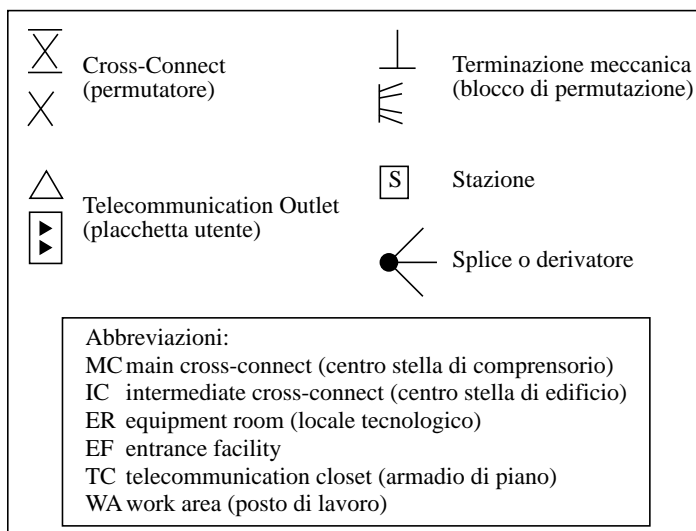 Cross-Connect
(permutatore)
Terminazione meccanica
(blocco di permutazione)
S
Stazione
Telecommunication Outlet
(placchetta utente)
Splice o derivatore
Abbreviazioni:
MC main cross-connect (centro stella di comprensorio)
IC intermediate cross-connect (centro stella di edificio)
ER equipment room (locale tecnologico)
EF entrance facility
TC telecommunication closet (armadio di piano)
WA work area (posto di lavoro)